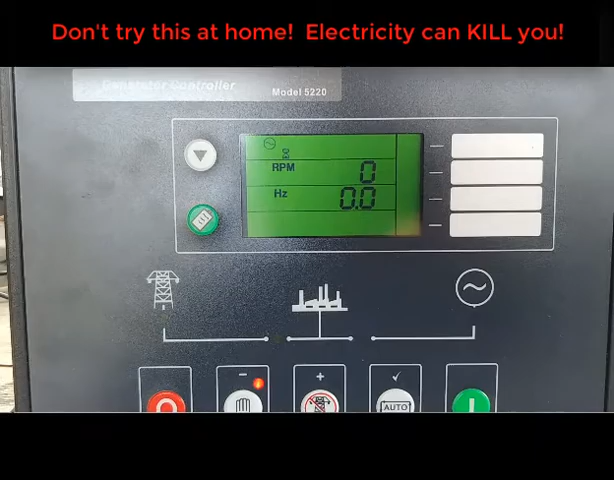 Don't try this at home! Electricity can KILL you!
Generator Controller
Model 5220
RPM 0
Hz 0.0
- + ✓
AUTO